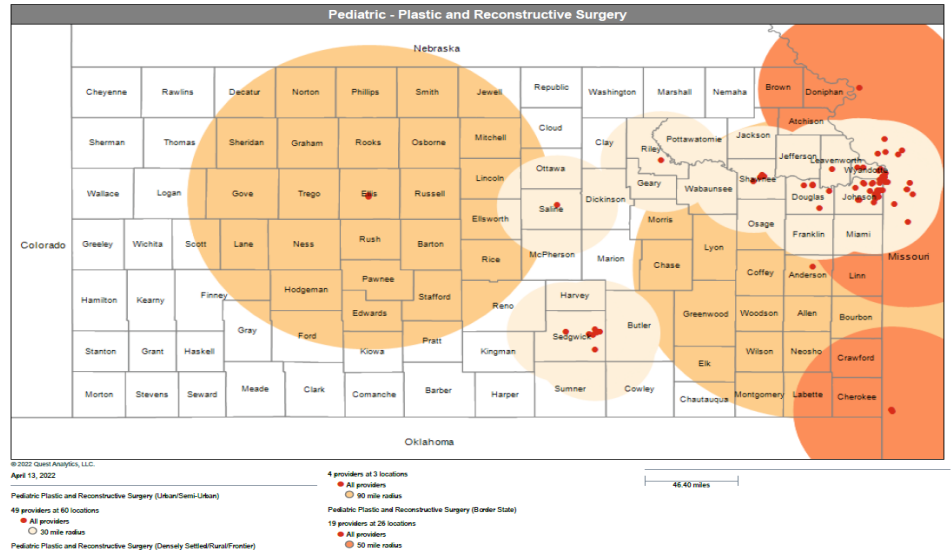 Pediatric - Plastic and Reconstructive Surgery
Nebraska
Cheyenne Rawlins Decatur Norton Phillips Smith Jewell Republic Washington Marshall Nemaha Brown Doniphan
Cloud Atchison
Sherman Thomas Sheridan Graham Rooks Osborne Mitchell Clay Riley Pottawatomie Jackson Jefferson Leavenworth
Ottawa Wyandotte
Wallace Logan Gove Trego Ellis Russell Lincoln Saline Dickinson Geary Wabaunsee Shawnee Douglas Johnson
Ellsworth Morris Osage
Colorado Greeley Wichita Scott Lane Ness Rush Barton Rice McPherson Marion Chase Lyon Franklin Miami Missouri
Hamilton Kearny Finney Hodgeman Pawnee Stafford Reno Harvey Coffey Anderson Linn
Gray Ford Edwards Pratt Sedgwick Butler Greenwood Woodson Allen Bourbon
Stanton Grant Haskell Kiowa Kingman Elk Wilson Neosho Crawford
Morton Stevens Seward Meade Clark Comanche Barber Harper Sumner Cowley Chautauqua Montgomery Labette Cherokee
Oklahoma
© 2022 Quest Analytics, LLC.
April 13, 2022
Pediatric Plastic and Reconstructive Surgery (Urban/Semi-Urban)
49 providers at 60 locations
All providers
30 mile radius
Pediatric Plastic and Reconstructive Surgery (Densely Settled/Rural/Frontier)
4 providers at 3 locations
All providers
90 mile radius
Pediatric Plastic and Reconstructive Surgery (Border State)
19 providers at 26 locations
All providers
50 mile radius
46.40 miles